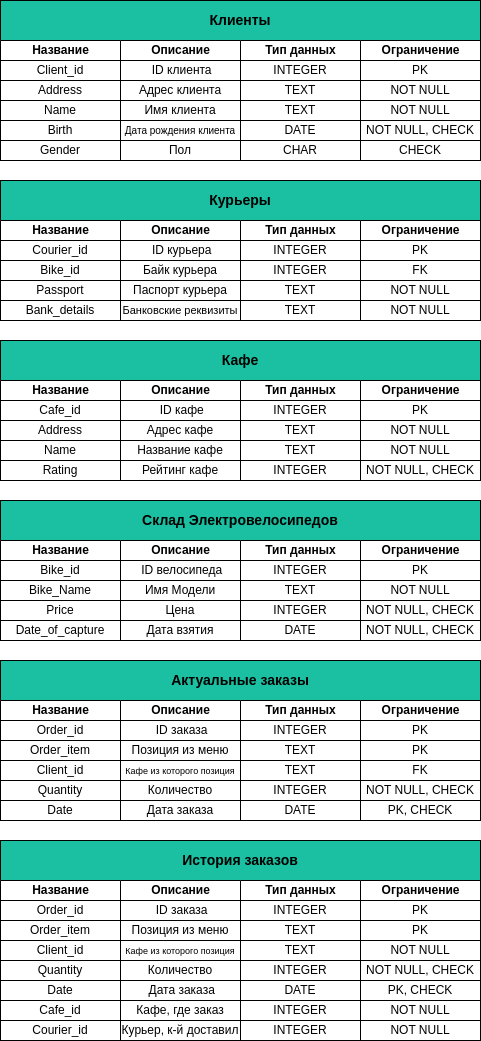 Клиенты
Название Описание Тип данных Ограничение
Client_id ID клиента INTEGER PK
Address Адрес клиента TEXT NOT NULL
Name Имя клиента TEXT NOT NULL
Birth Дата рождения клиента DATE NOT NULL, CHECK
Gender Пол CHAR CHECK
Курьеры
Название Описание Тип данных Ограничение
Courier_id ID курьера INTEGER PK
Bike_id Байк курьера INTEGER FK
Passport Паспорт курьера TEXT NOT NULL
Bank_details Банковские реквизиты TEXT NOT NULL
Кафе
Название Описание Тип данных Ограничение
Cafe_id ID кафе INTEGER PK
Address Адрес кафе TEXT NOT NULL
Name Название кафе TEXT NOT NULL
Rating Рейтинг кафе INTEGER NOT NULL, CHECK
Склад Электровелосипедов
Название Описание Тип данных Ограничение
Bike_id ID велосипеда INTEGER PK
Bike_Name Имя Модели TEXT NOT NULL
Price Цена INTEGER NOT NULL, CHECK
Date_of_capture Дата взятия DATE NOT NULL, CHECK
Актуальные заказы
Название Описание Тип данных Ограничение
Order_id ID заказа INTEGER PK
Order_item Позиция из меню TEXT PK
Client_id Кафе из которого позиция TEXT FK
Quantity Количество INTEGER NOT NULL, CHECK
Date Дата заказа DATE PK, CHECK
История заказов
Название Описание Тип данных Ограничение
Order_id ID заказа INTEGER PK
Order_item Позиция из меню TEXT PK
Client_id Кафе из которого позиция TEXT NOT NULL
Quantity Количество INTEGER NOT NULL, CHECK
Date Дата заказа DATE PK, CHECK
Cafe_id Кафе, где заказ INTEGER NOT NULL
Courier_id Курьер, к-й доставил INTEGER NOT NULL